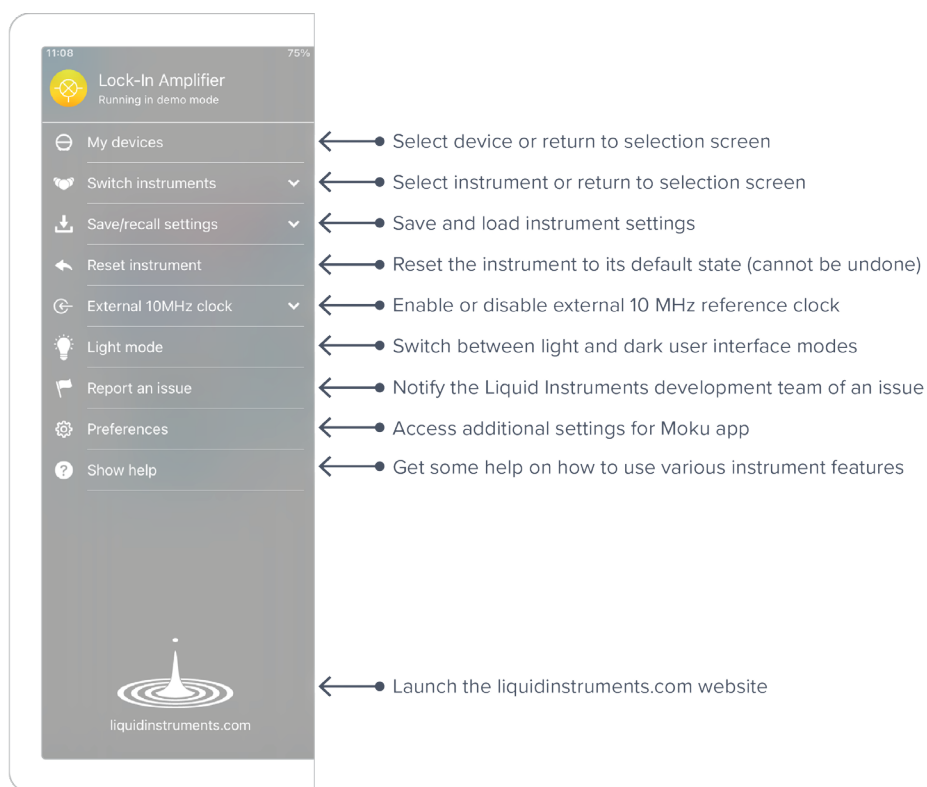 11:08 75%
Lock-In Amplifier
Running in demo mode
My devices
Select device or return to selection screen
Switch instruments
Select instrument or return to selection screen
Save/recall settings
Save and load instrument settings
Reset instrument
Reset the instrument to its default state (cannot be undone)
External 10MHz clock
Enable or disable external 10 MHz reference clock
Light mode
Switch between light and dark user interface modes
Report an issue
Notify the Liquid Instruments development team of an issue
Preferences
Access additional settings for Moku app
? Show help
Get some help on how to use various instrument features
Launch the liquidinstruments.com website
liquidinstruments.com